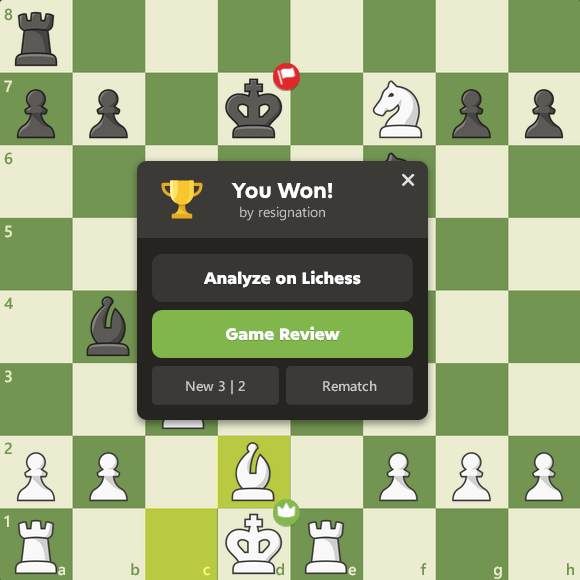 8
7
6
You Won!
by resignation
5
Analyze on Lichess
4
Game Review
3
New 3 | 2
Rematch
2
1
a b c d e f g h